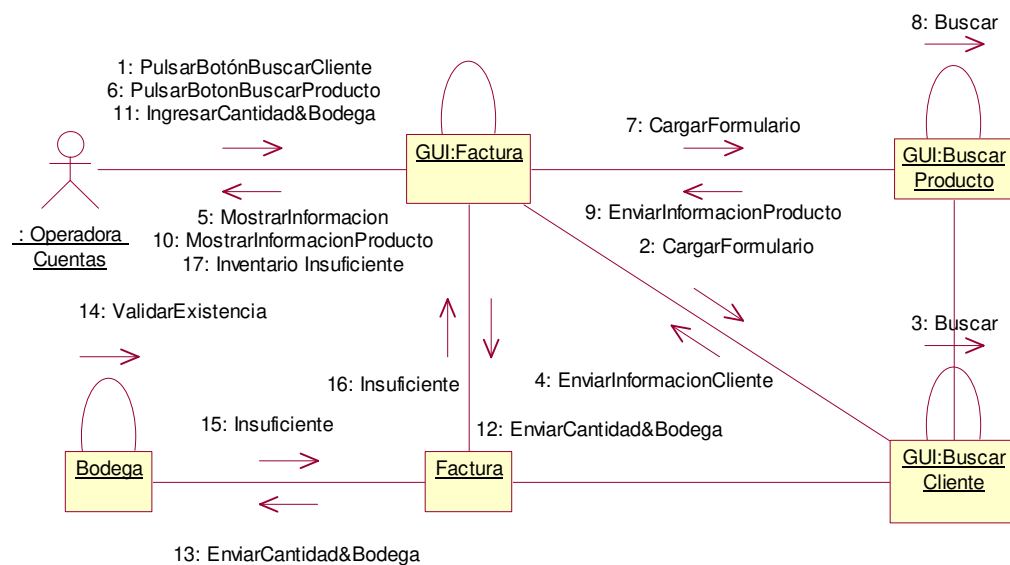 8: Buscar
1: PulsarBotónBuscarCliente
6: PulsarBotonBuscarProducto
11: IngresarCantidad&Bodega
7: CargarFormulario
GUI:Factura
GUI:Buscar
Producto
9: EnviarInformacionProducto
5: MostrarInformacion
10: MostrarInformacionProducto
17: Inventario Insuficiente
: Operadora
Cuentas
2: CargarFormulario
14: ValidarExistencia
3: Buscar
16: Insuficiente
4: EnviarInformacionCliente
15: Insuficiente
12: EnviarCantidad&Bodega
Bodega
Factura
GUI:Buscar
Cliente
13: EnviarCantidad&Bodega